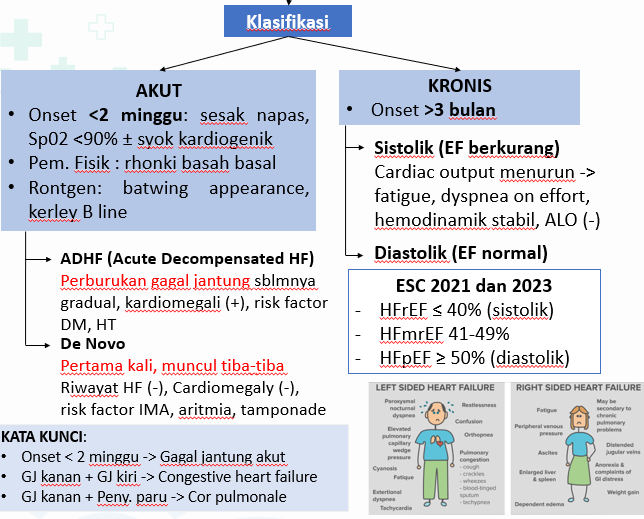 Klasifikasi
AKUT
• Onset <2 minggu: sesak napas,
Sp02 <90% ± syok kardiogenik
• Pem. Fisik : rhonki basah basal
• Rontgen: batwing appearance,
kerley B line
ADHF (Acute Decompensated HF)
Perburukan gagal jantung sblmnya
gradual, kardiomegali (+), risk factor
DM, HT
De Novo
Pertama kali, muncul tiba-tiba
Riwayat HF (-), Cardiomegaly (-),
risk factor IMA, aritmia, tamponade
KATA KUNCI:
• Onset < 2 minggu -> Gagal jantung akut
• GJ kanan + GJ kiri -> Congestive heart failure
• GJ kanan + Peny. paru -> Cor pulmonale
KRONIS
• Onset >3 bulan
Sistolik (EF berkurang)
Cardiac output menurun ->
fatigue, dyspnea on effort,
hemodinamik stabil, ALO (-)
Diastolik (EF normal)
ESC 2021 dan 2023
- HFrEF ≤ 40% (sistolik)
- HFmrEF 41-49%
- HFpEF ≥ 50% (diastolik)
LEFT SIDED HEART FAILURE
Paroxysmal
nocturnal
dyspnea
Elevated
pulmonary
capillary
wedge
pressure
Cyanosis
Fatigue
Exertional
dyspnea
Tachycardia
Restlessness
Confusion
Orthopnea
Pulmonary
congestion
- cough
- crackles
- wheezes
- blood-tinged
sputum
- tachypnea
RIGHT SIDED HEART FAILURE
Fatigue
Peripheral venous
pressure
Ascites
Enlarged liver
& spleen
Dependent edema
May be
secondary to
chronic
pulmonary
problems
Distended
jugular veins
Anorexia &
complaints of
GI distress
Weight gain